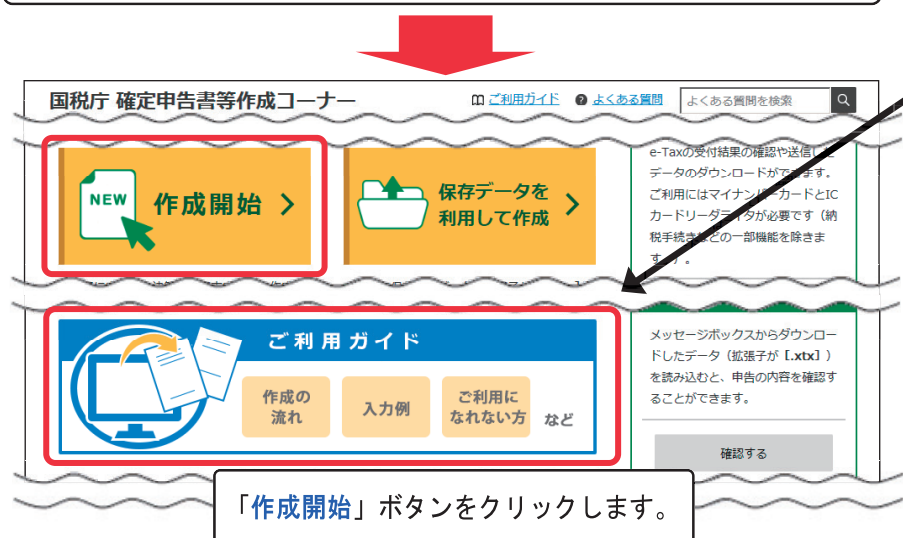 国税庁 確定申告書等作成コーナー
ご利用ガイド
よくある質問
よくある質問を検索
NEW
作成開始
保存データを
利用して作成
e-Taxの受付結果の確認や送信した
データのダウンロードができます。
ご利用にはマイナンバーカードとIC
カードリーダライタが必要です（納
税手続きなどの一部機能を除きま
す。）。
ご利用ガイド
作成の
流れ
入力例
ご利用に
なれない方
など
メッセージボックスからダウンロー
ドしたデータ（拡張子が［.xtx］）
を読み込むと、申告の内容を確認す
ることができます。
確認する
「作成開始」ボタンをクリックします。